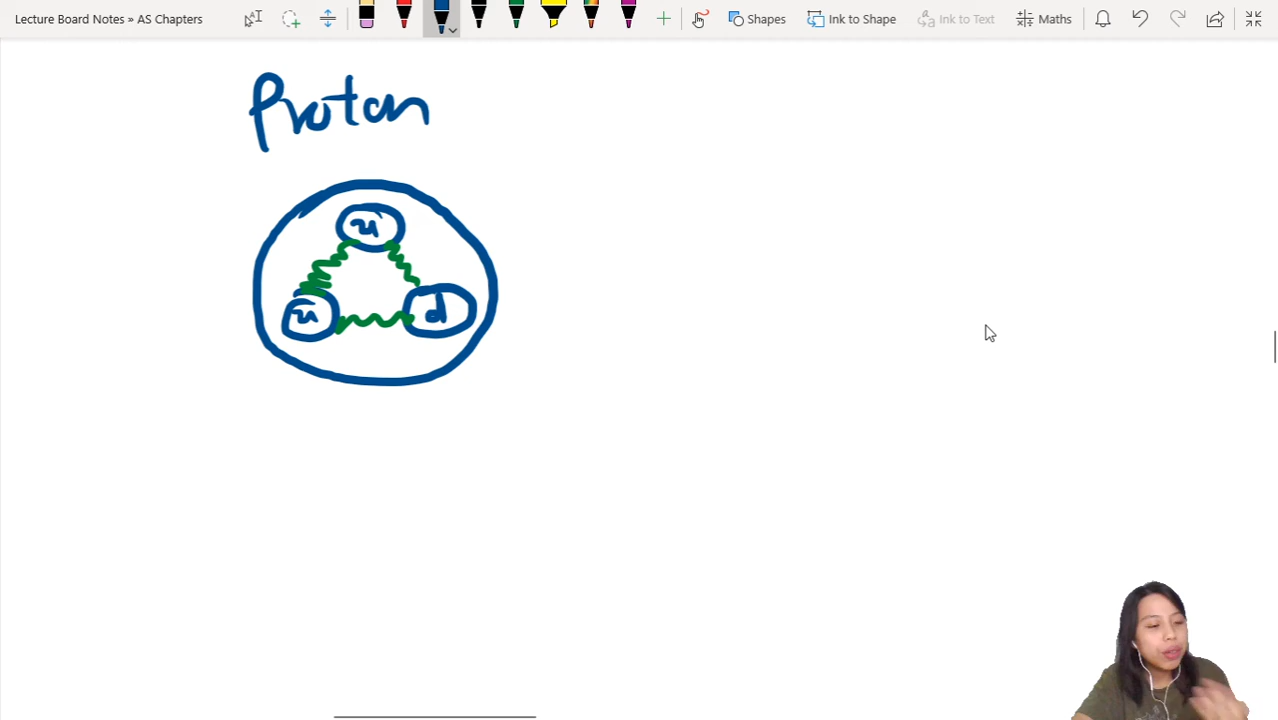 Lecture Board Notes » AS Chapters
Shapes
Ink to Shape
Ink to Text
Maths
Proton
u
u
d